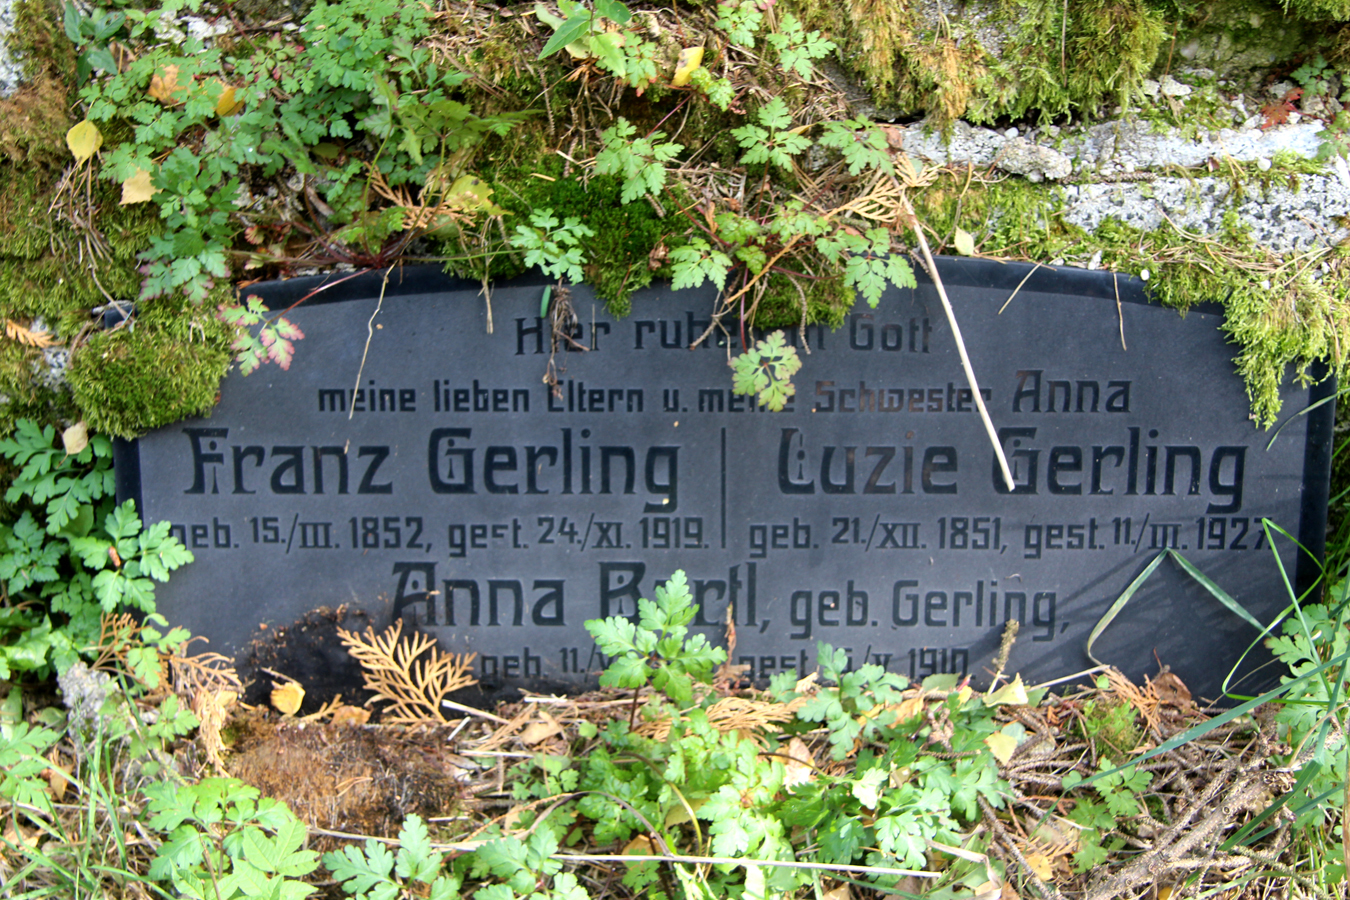 Hier ruhen in Gott
meine lieben Eltern u. meine Schwester Anna
Franz Gerling
geb. 15./III. 1852, gest. 24./XI. 1919.
Luzie Gerling
geb. 21./XII. 1851, gest. 11./III. 1927
Anna Bartl, geb. Gerling,
geb. 11./ gest. /V. 1910